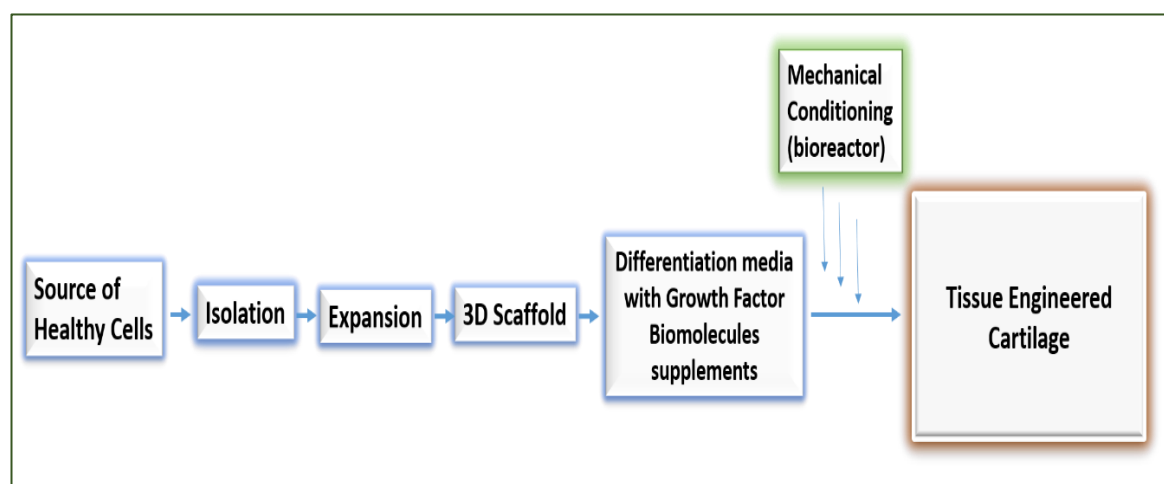 Source of
Healthy Cells
Isolation
Expansion
3D Scaffold
Differentiation media
with Growth Factor
Biomolecules
supplements
Mechanical
Conditioning
(bioreactor)
Tissue Engineered
Cartilage